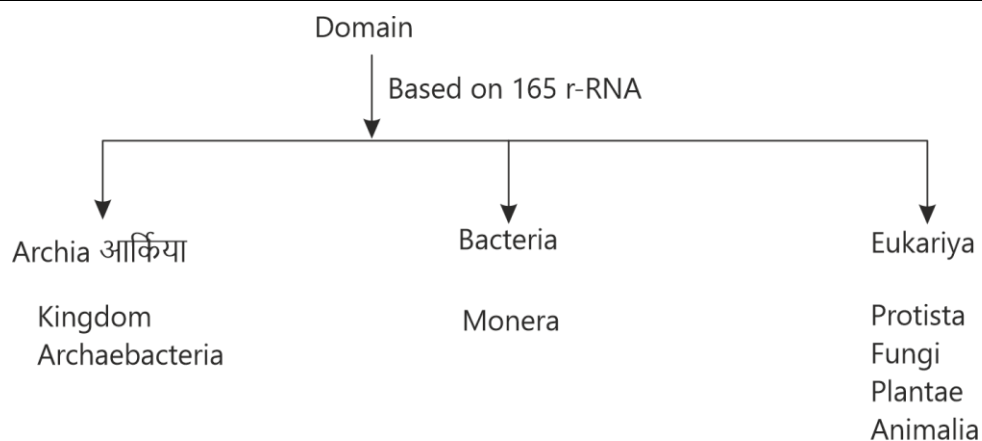 Domain
Based on 165 r-RNA
Archia आर्किया
Bacteria
Eukariya
Kingdom
Archaebacteria
Monera
Protista
Fungi
Plantae
Animalia